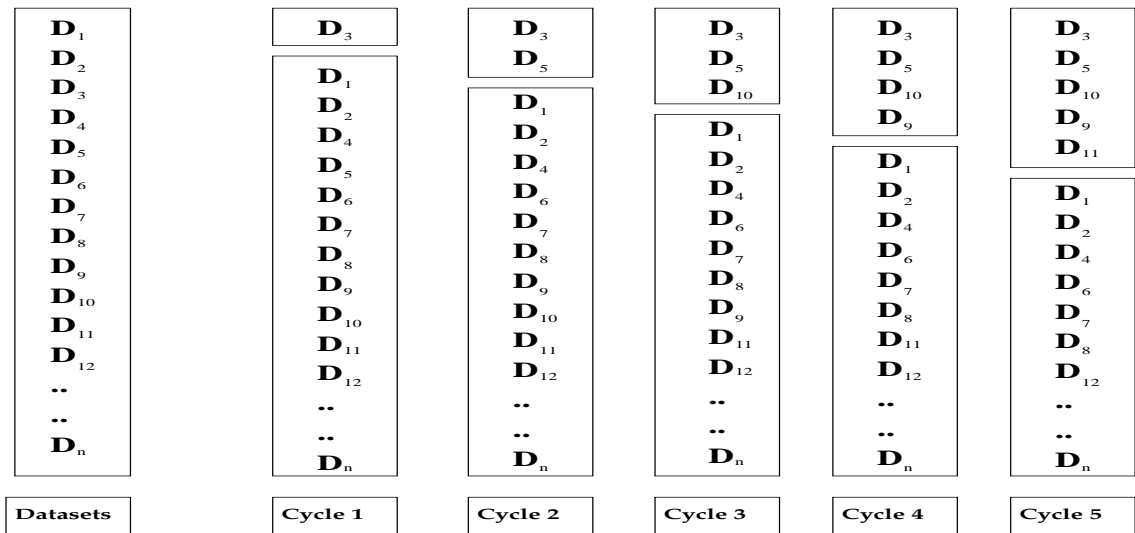 D₁
D₂
D₃
D₄
D₅
D₆
D₇
D₈
D₉
D₁₀
D₁₁
D₁₂
..
..
Dₙ
Datasets
D₃
D₁
D₂
D₄
D₅
D₆
D₇
D₈
D₉
D₁₀
D₁₁
D₁₂
..
..
Dₙ
Cycle 1
D₃
D₅
D₁
D₂
D₄
D₆
D₇
D₈
D₉
D₁₀
D₁₁
D₁₂
..
..
Dₙ
Cycle 2
D₃
D₅
D₁₀
D₁
D₂
D₄
D₆
D₇
D₈
D₉
D₁₁
D₁₂
..
..
Dₙ
Cycle 3
D₃
D₅
D₁₀
D₉
D₁
D₂
D₄
D₆
D₇
D₈
D₁₁
D₁₂
..
..
Dₙ
Cycle 4
D₃
D₅
D₁₀
D₉
D₁₁
D₁
D₂
D₄
D₆
D₇
D₈
D₁₂
..
..
Dₙ
Cycle 5